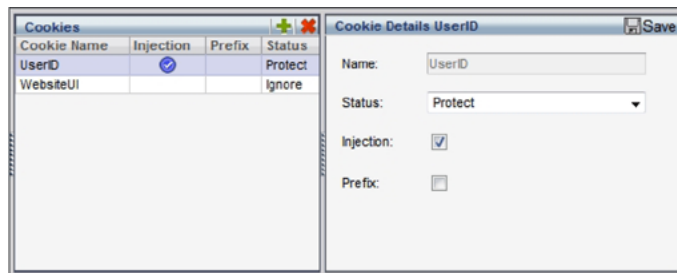 Cookies
Cookie Name Injection Prefix Status
UserID Protect
WebsiteUI Ignore
Cookie Details UserID Save
Name: UserID
Status: Protect
Injection:
Prefix: